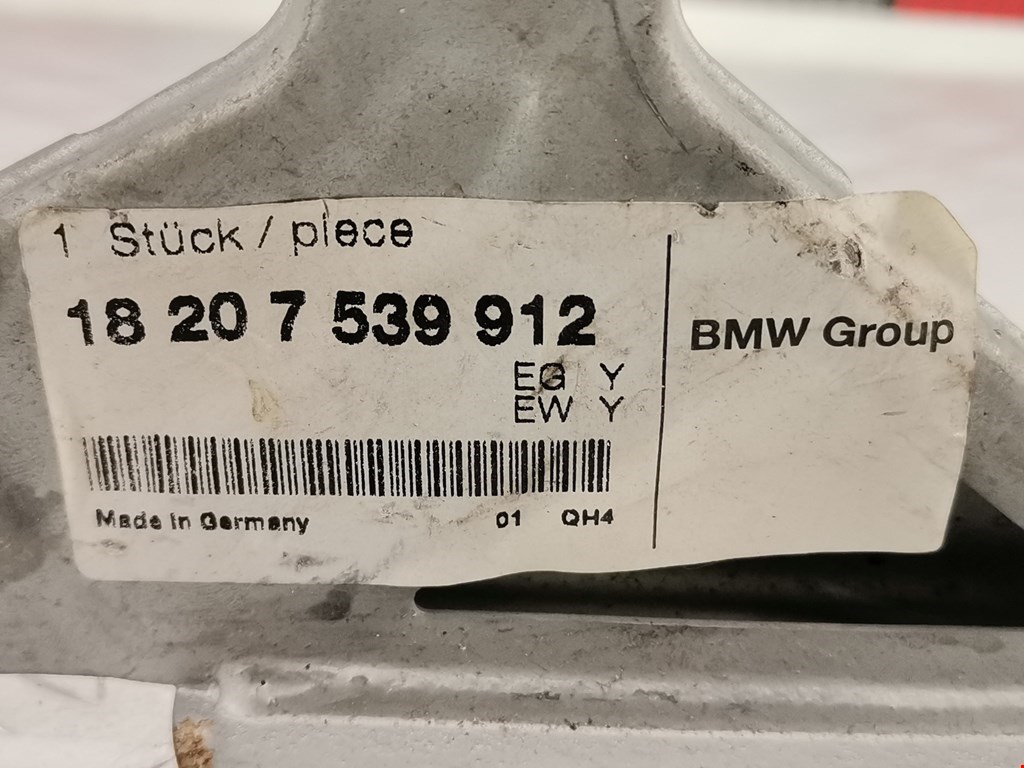 1 Stück / piece
18 20 7 539 912
EG Y
EW Y
Made in Germany 01 QH4
BMW Group